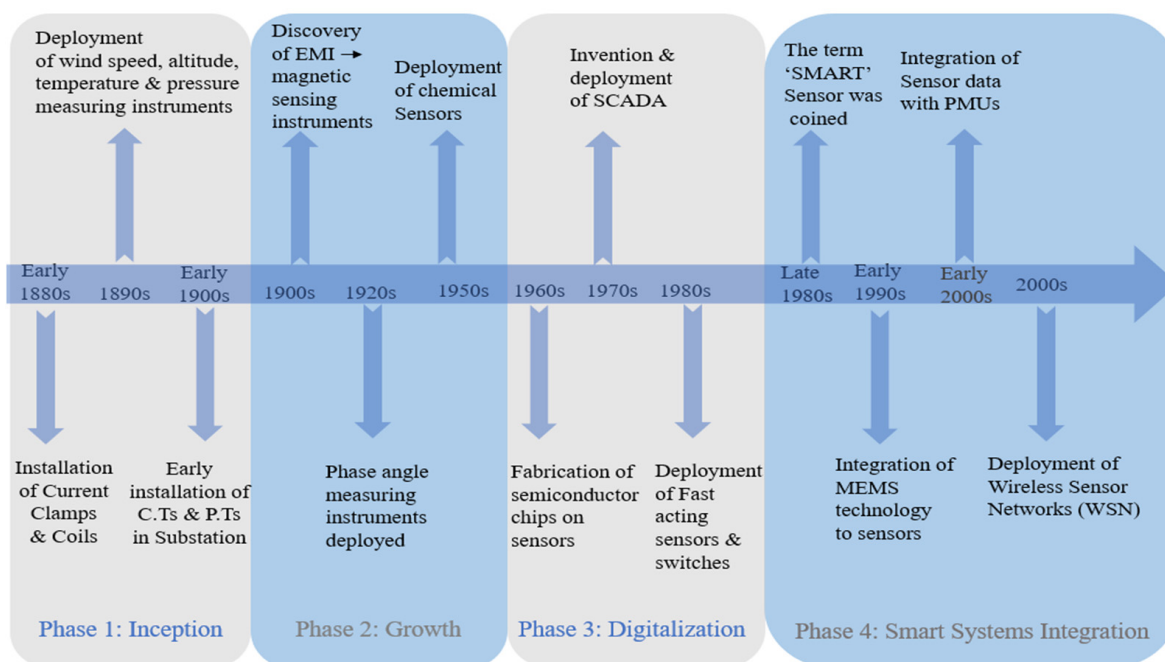 Deployment
of wind speed, altitude,
temperature & pressure
measuring instruments
Discovery
of EMI →
magnetic
sensing
instruments
Deployment
of chemical
Sensors
Invention &
deployment
of SCADA
The term
‘SMART’
Sensor was
coined
Integration of
Sensor data
with PMUs
Early
1880s
1890s
Early
1900s
1900s
1920s
1950s
1960s
1970s
1980s
Late
1980s
Early
1990s
Early
2000s
2000s
Installation
of Current
Clamps
& Coils
Early
installation of
C.Ts & P.Ts
in Substation
Phase angle
measuring
instruments
deployed
Fabrication of
semiconductor
chips on
sensors
Deployment
of Fast
acting
sensors &
switches
Integration of
MEMS
technology
to sensors
Deployment of
Wireless Sensor
Networks (WSN)
Phase 1: Inception
Phase 2: Growth
Phase 3: Digitalization
Phase 4: Smart Systems Integration